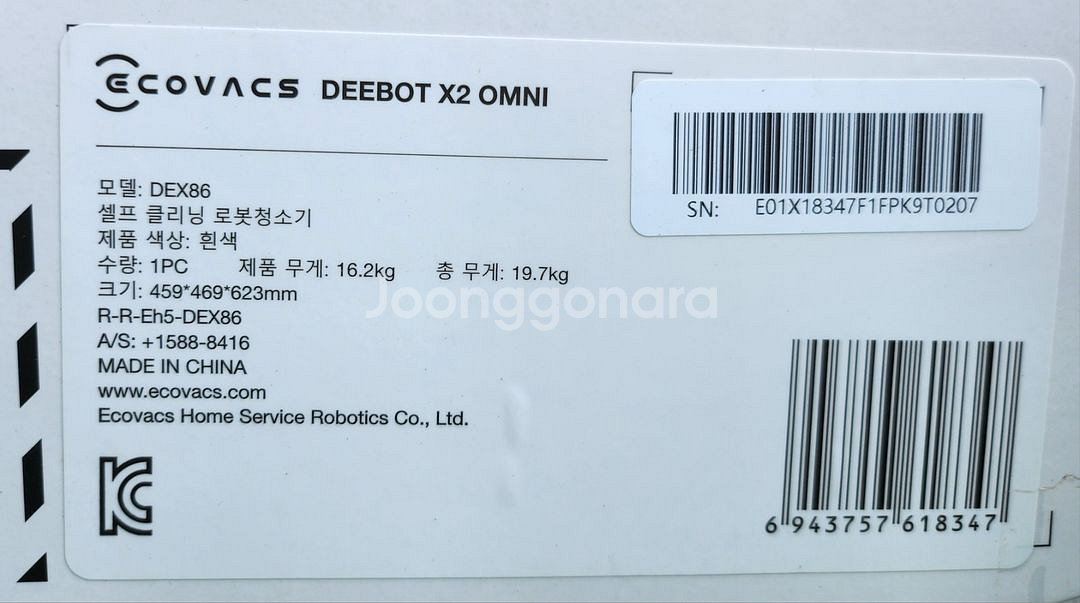 ECOVACS DEEBOT X2 OMNI
모델: DEX86
셀프 클리닝 로봇청소기
제품 색상: 흰색
수량: 1PC 제품 무게: 16.2kg 총 무게: 19.7kg
크기: 459*469*623mm
R-R-Eh5-DEX86
A/S: +1588-8416
MADE IN CHINA
www.ecovacs.com
Ecovacs Home Service Robotics Co., Ltd.
SN: E01X18347F1FPK9T0207
Joonggonara
6 943757 618347